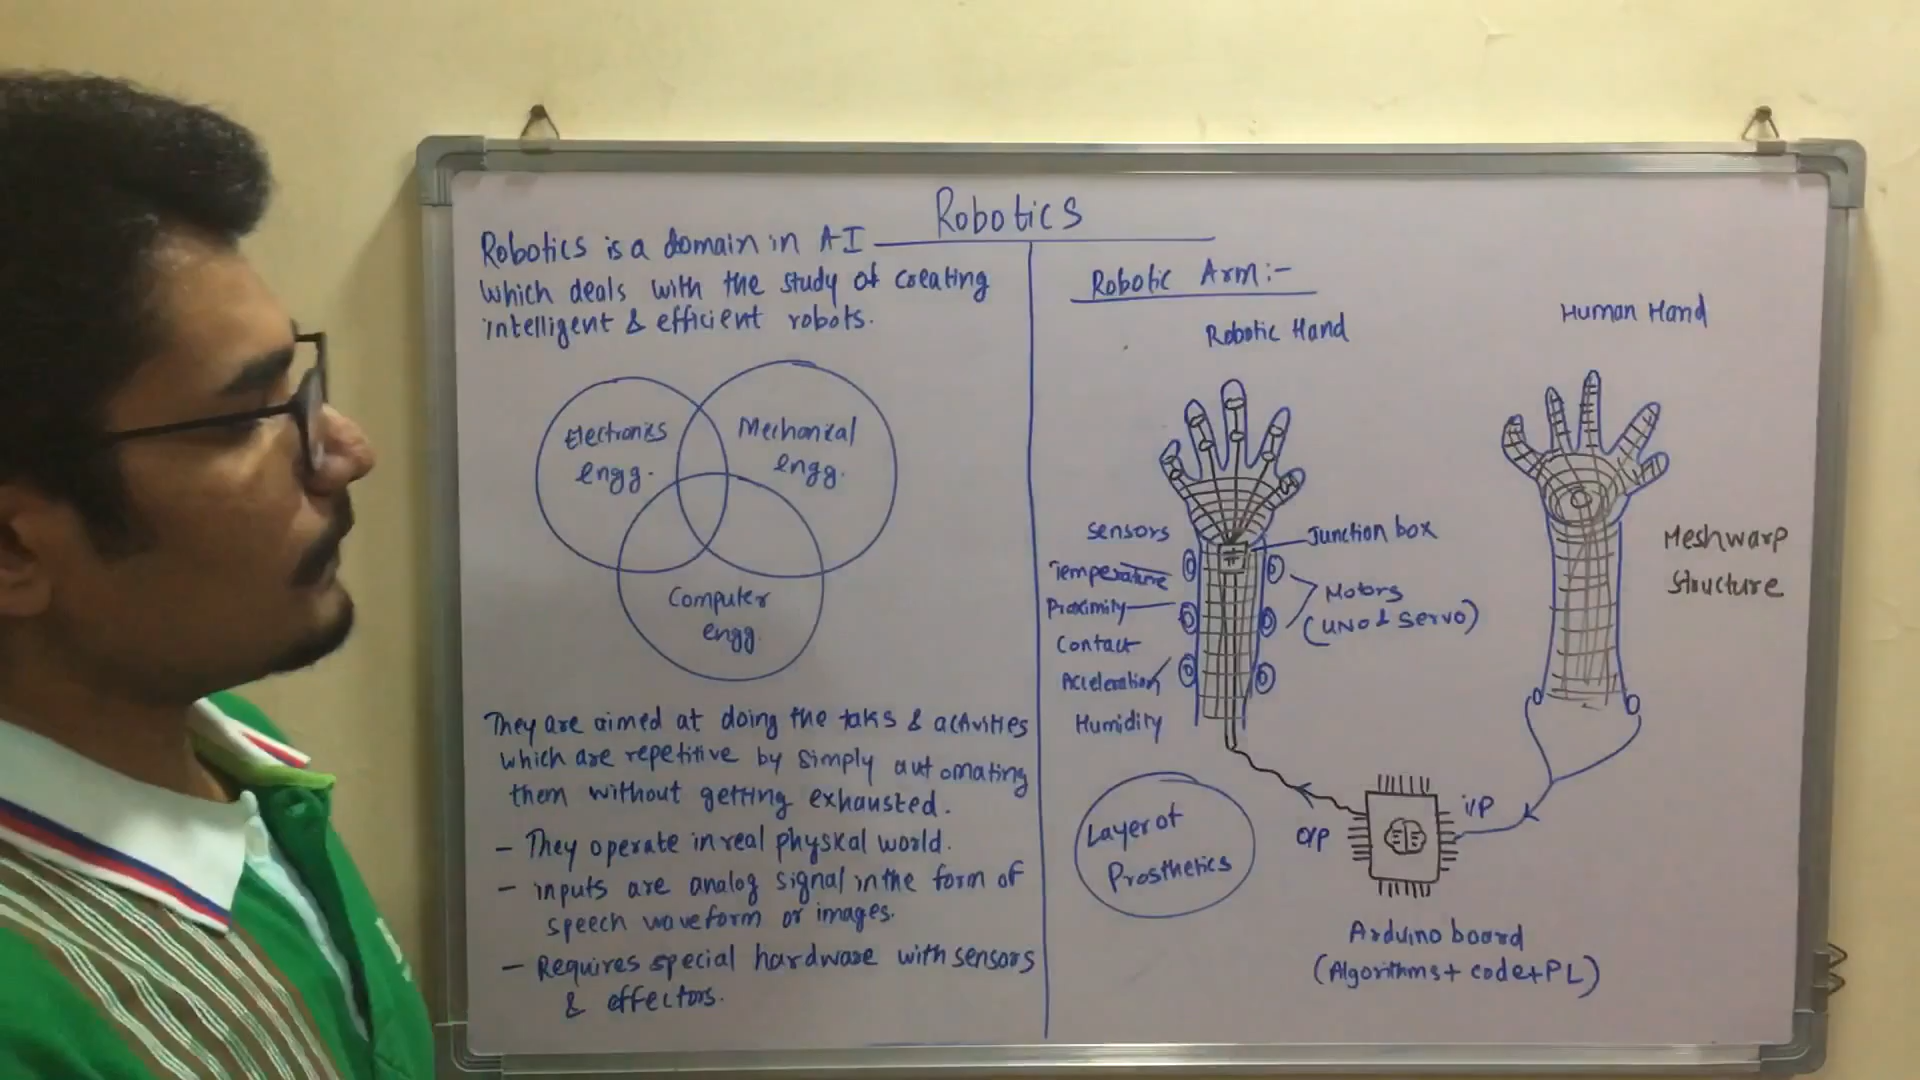 Robotics
Robotics is a domain in AI
which deals with the study of creating
intelligent & efficient robots.
Electronics
engg.
Mechanical
engg.
Computer
engg.
They are aimed at doing the taks & activities
which are repetitive by simply automating
them without getting exhausted.
- They operate in real physical world.
- inputs are analog signal in the form of
speech waveform or images.
- Requires special hardware with sensors
& effectors.
Robotic Arm:-
Robotic Hand
Human Hand
Sensors
Temperature
Proximity
Contact
Acceleration
Humidity
Junction box
Motors
(UNO & Servo)
Meshwarp
Structure
Layer of
Prosthetics
O/P
i/P
Arduino board
(Algorithms + code + PL)